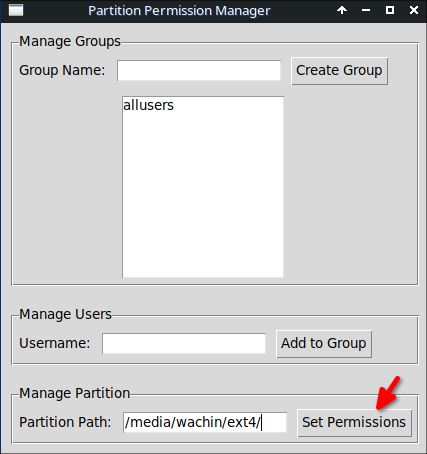 Partition Permission Manager
Manage Groups
Group Name: Create Group
allusers
Manage Users
Username: Add to Group
Manage Partition
Partition Path: /media/wachin/ext4/ Set Permissions